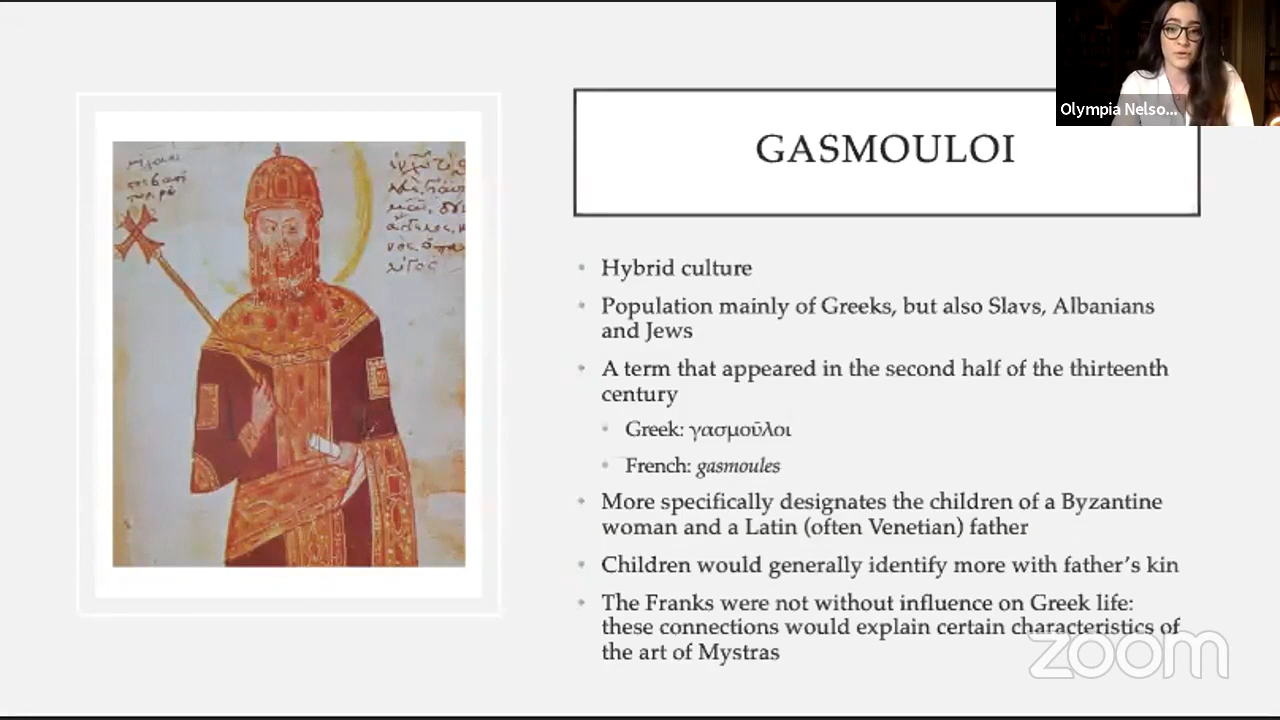 Olympia Nelso...
GASMOULOI
Hybrid culture
Population mainly of Greeks, but also Slavs, Albanians
and Jews
A term that appeared in the second half of the thirteenth
century
Greek: γασμοῦλοι
French: gasmoules
More specifically designates the children of a Byzantine
woman and a Latin (often Venetian) father
Children would generally identify more with father's kin
The Franks were not without influence on Greek life:
these connections would explain certain characteristics of
the art of Mystras
zoom